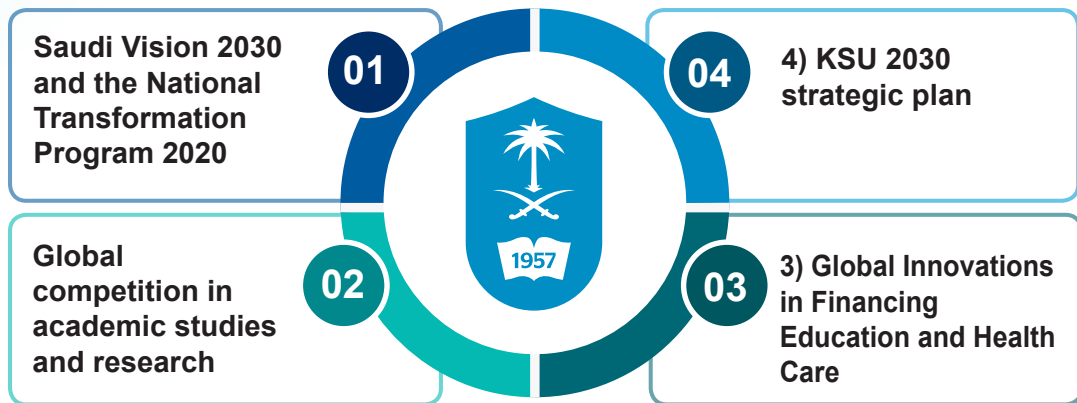 01
Saudi Vision 2030
and the National
Transformation
Program 2020
02
Global
competition in
academic studies
and research
03
3) Global Innovations
in Financing
Education and Health
Care
04
4) KSU 2030
strategic plan
1957